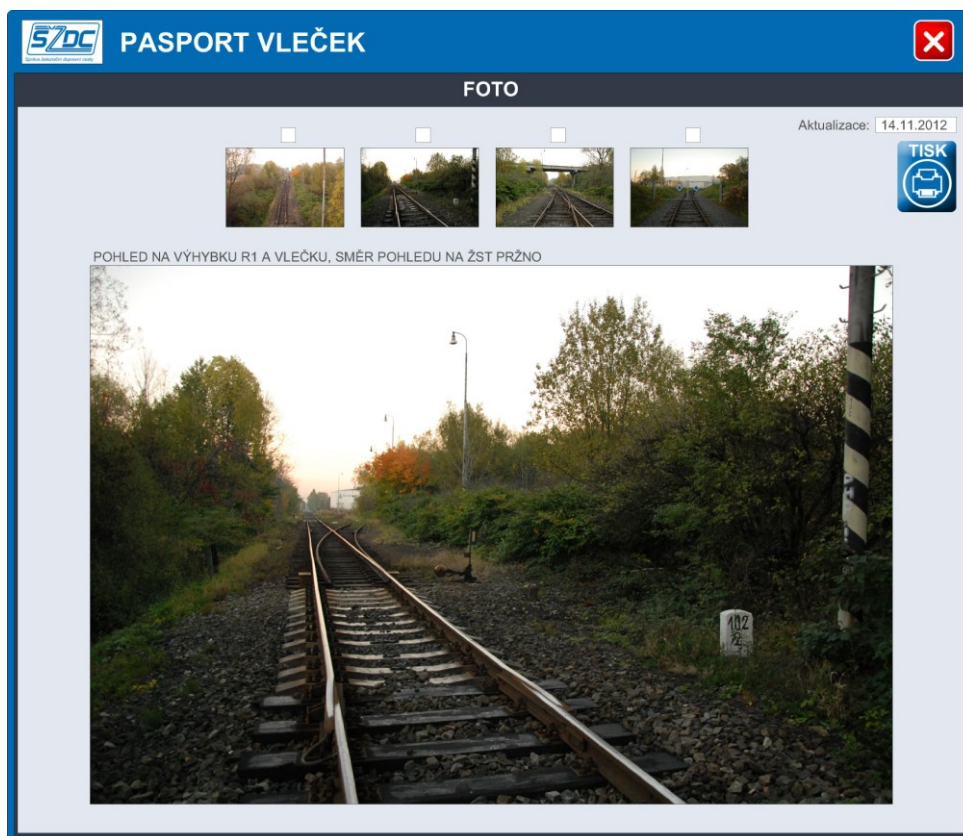 SŽDC
PASPORT VLEČEK
FOTO
Aktualizace: 14.11.2012
TISK
POHLED NA VÝHYBKU R1 A VLEČKU, SMĚR POHLEDU NA ŽST PRŽNO
102